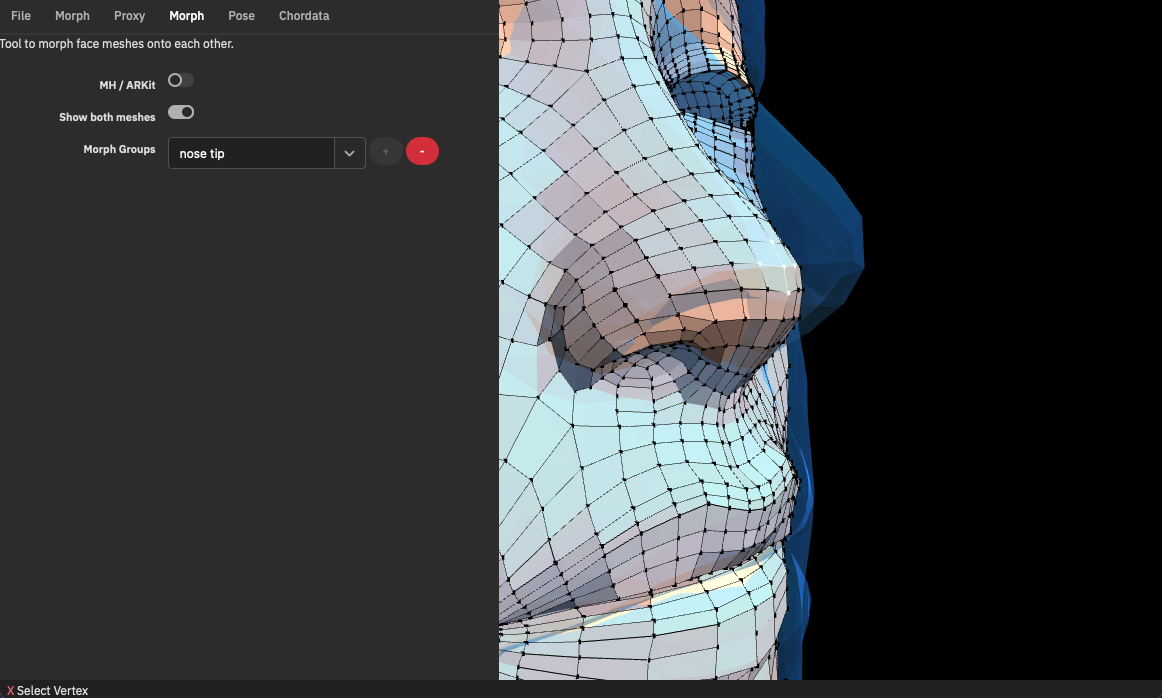 File Morph Proxy Morph Pose Chordata
Tool to morph face meshes onto each other.
MH / ARKit
Show both meshes
Morph Groups nose tip + -
X Select Vertex